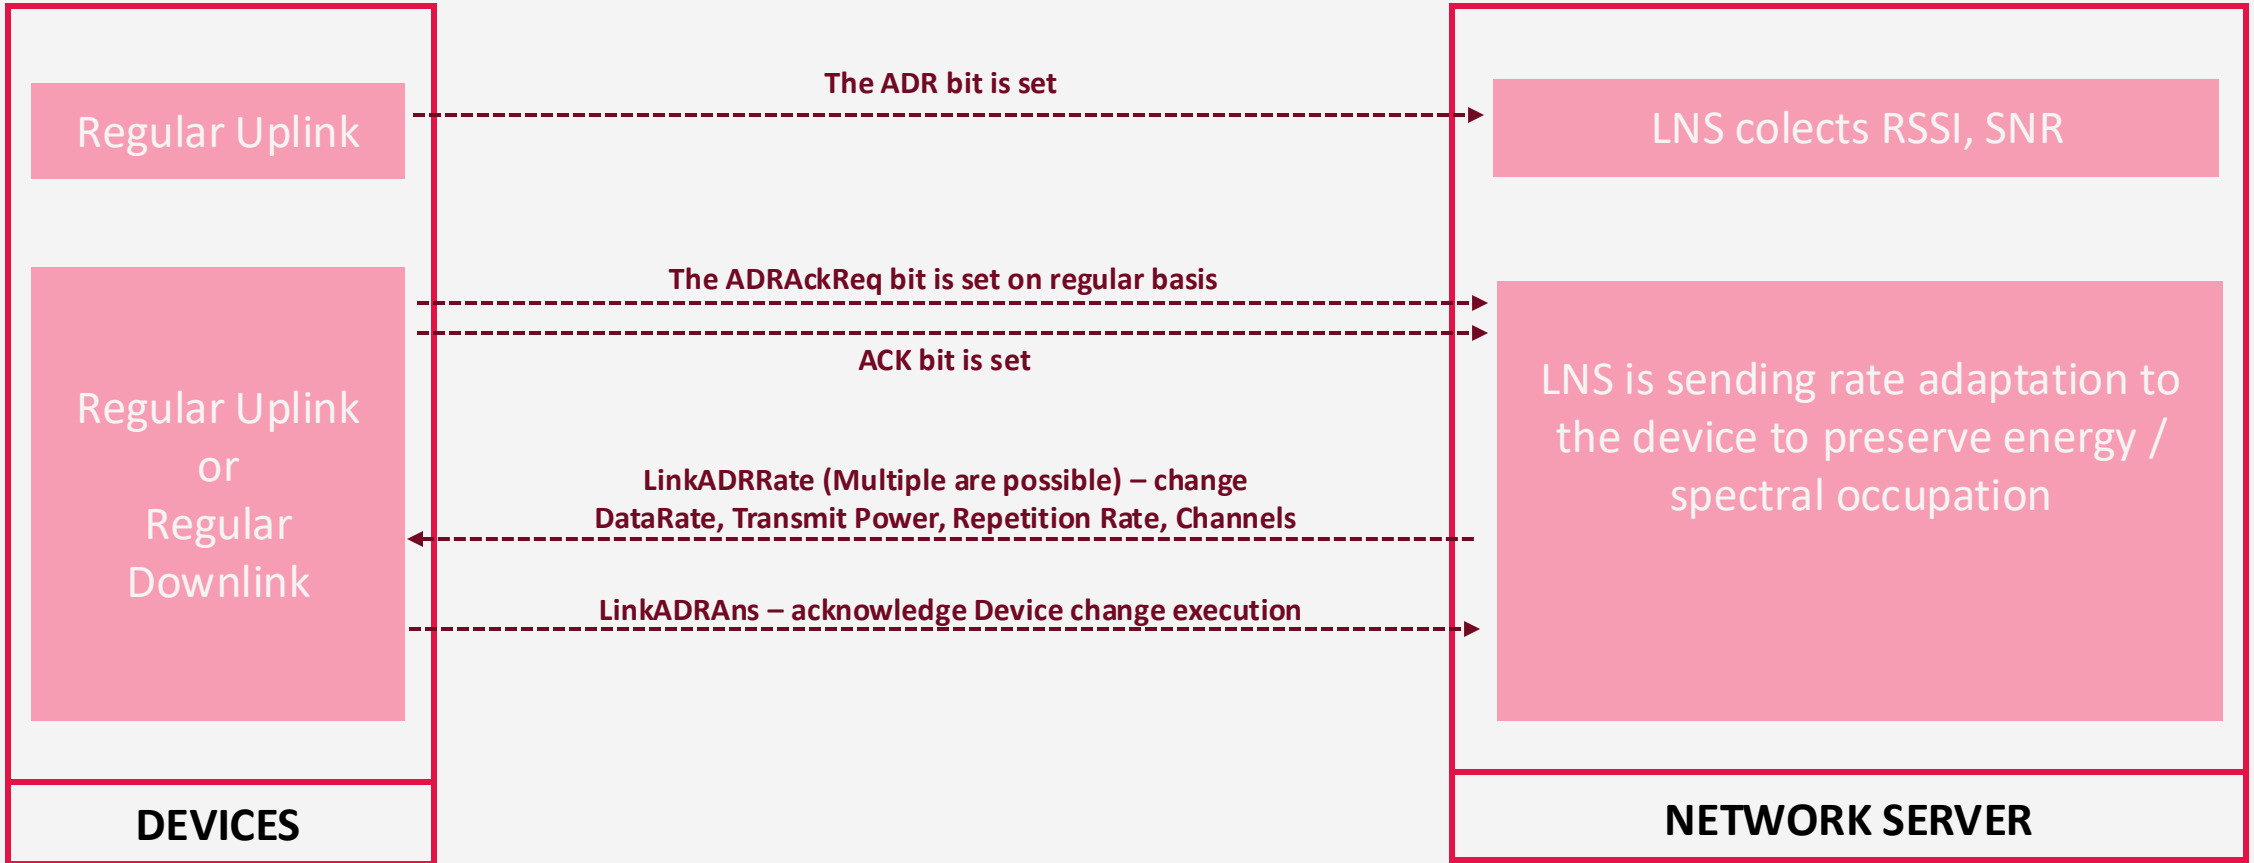 The ADR bit is set
Regular Uplink
LNS colects RSSI, SNR
The ADRAckReq bit is set on regular basis
ACK bit is set
Regular Uplink
or
Regular
Downlink
LNS is sending rate adaptation to
the device to preserve energy /
spectral occupation
LinkADRRate (Multiple are possible) – change
DataRate, Transmit Power, Repetition Rate, Channels
LinkADRAns – acknowledge Device change execution
DEVICES
NETWORK SERVER